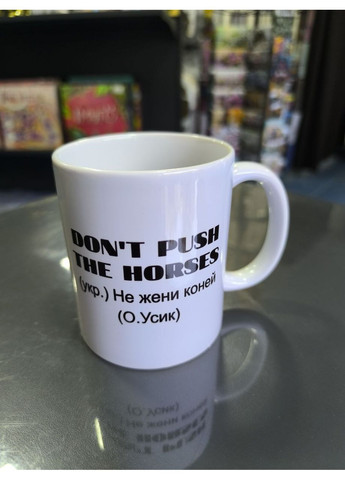 DON'T PUSH
THE HORSES
(укр.) Не жени коней
(О.Усик)